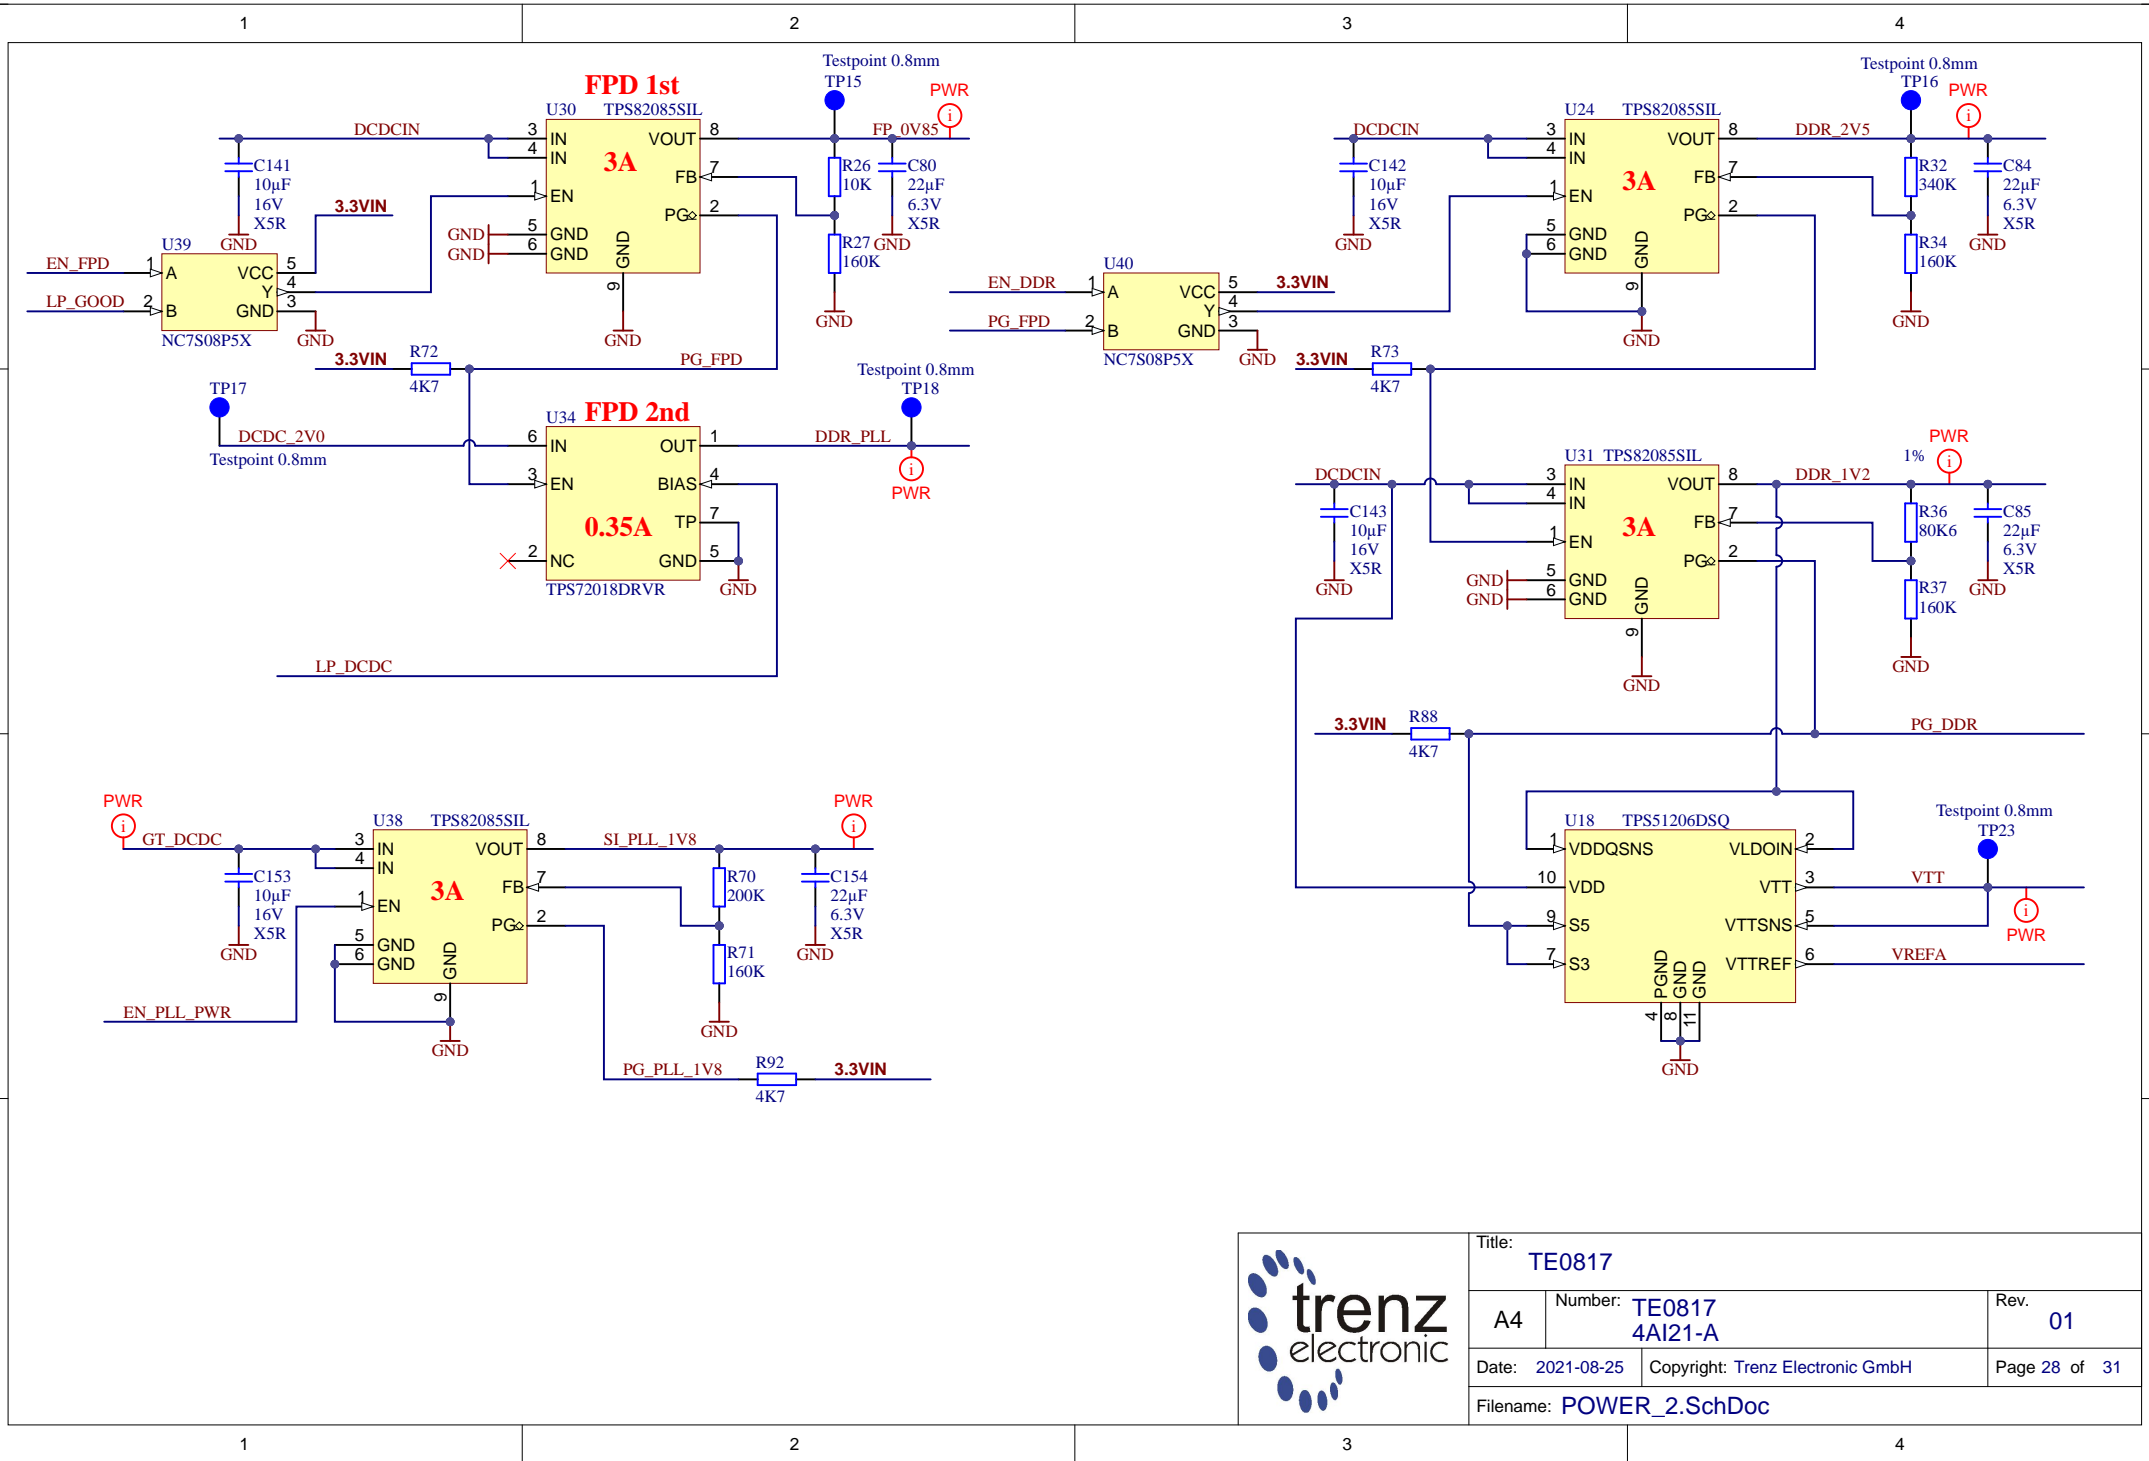 1
2
3
4
FPD 1st
U30 TPS82085SIL
DCDCIN
3 IN
4 IN
3A
VOUT 8
FB 7
PG 2
1 EN
5 GND
6 GND
GND
9
GND
GND
GND
C141
10µF
16V
X5R
GND
3.3VIN
U39
EN_FPD
LP_GOOD
1 A
2 B
VCC 5
Y 4
GND 3
NC7S08P5X
GND
Testpoint 0.8mm
TP15
PWR
i
FP_0V85
R26
10K
C80
22µF
6.3V
X5R
GND
R27
160K
GND
3.3VIN
R72
4K7
PG_FPD
TP17
DCDC_2V0
Testpoint 0.8mm
FPD 2nd
U34
6 IN
3 EN
0.35A
2 NC
OUT 1
BIAS 4
TP 7
GND 5
TPS72018DRVR
GND
Testpoint 0.8mm
TP18
DDR_PLL
i
PWR
LP_DCDC
U24 TPS82085SIL
DCDCIN
3 IN
4 IN
3A
VOUT 8
FB 7
PG 2
1 EN
5 GND
6 GND
GND
9
GND
C142
10µF
16V
X5R
GND
Testpoint 0.8mm
TP16
PWR
i
DDR_2V5
R32
340K
C84
22µF
6.3V
X5R
GND
R34
160K
GND
U40
EN_DDR
PG_FPD
1 A
2 B
VCC 5
Y 4
GND 3
NC7S08P5X
3.3VIN
GND
3.3VIN
R73
4K7
U31 TPS82085SIL
DCDCIN
3 IN
4 IN
3A
VOUT 8
FB 7
PG 2
1 EN
5 GND
6 GND
GND
9
GND
GND
GND
C143
10µF
16V
X5R
GND
1%
PWR
i
DDR_1V2
R36
80K6
C85
22µF
6.3V
X5R
GND
R37
160K
GND
3.3VIN
R88
4K7
PG_DDR
U18 TPS51206DSQ
1 VDDQSNS
10 VDD
9 S5
7 S3
VLDOIN 2
VTT 3
VTTSNS 5
VTTREF 6
PGND
GND
GND
4
8
11
GND
Testpoint 0.8mm
TP23
VTT
i
PWR
VREFA
PWR
i
GT_DCDC
U38 TPS82085SIL
3 IN
4 IN
3A
VOUT 8
FB 7
PG 2
1 EN
5 GND
6 GND
GND
9
GND
C153
10µF
16V
X5R
GND
EN_PLL_PWR
SI_PLL_1V8
PWR
i
R70
200K
C154
22µF
6.3V
X5R
GND
R71
160K
GND
PG_PLL_1V8
R92
4K7
3.3VIN
trenz
electronic
Title:
TE0817
A4
Number: TE0817
4AI21-A
Rev.
01
Date: 2021-08-25
Copyright: Trenz Electronic GmbH
Page 28 of 31
Filename: POWER_2.SchDoc
1
2
3
4